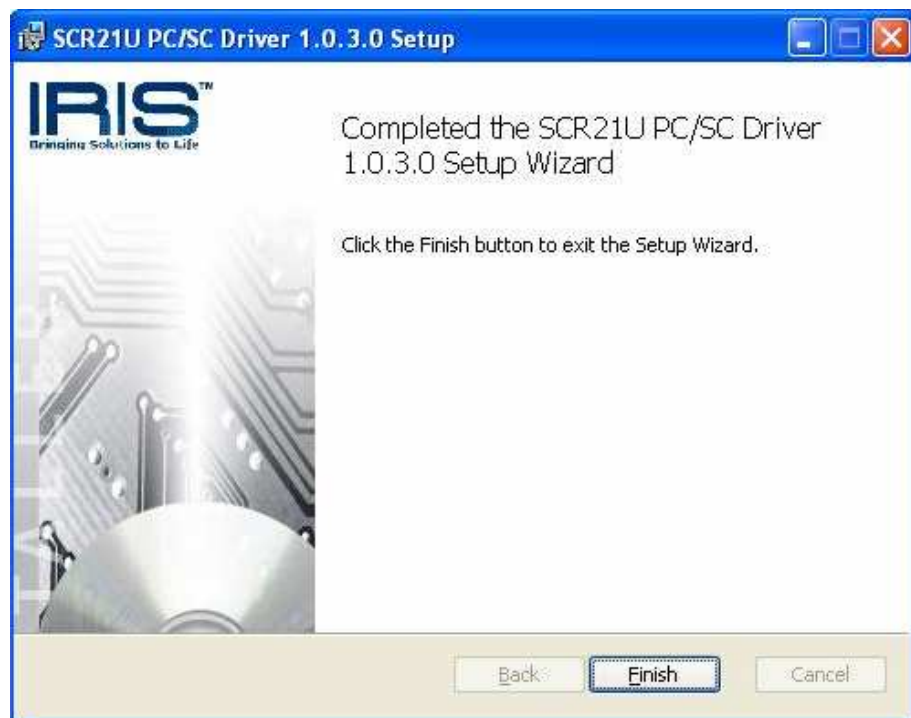 SCR21U PC/SC Driver 1.0.3.0 Setup
IRIS™
Bringing Solutions to Life
Completed the SCR21U PC/SC Driver
1.0.3.0 Setup Wizard
Click the Finish button to exit the Setup Wizard.
Back Finish Cancel